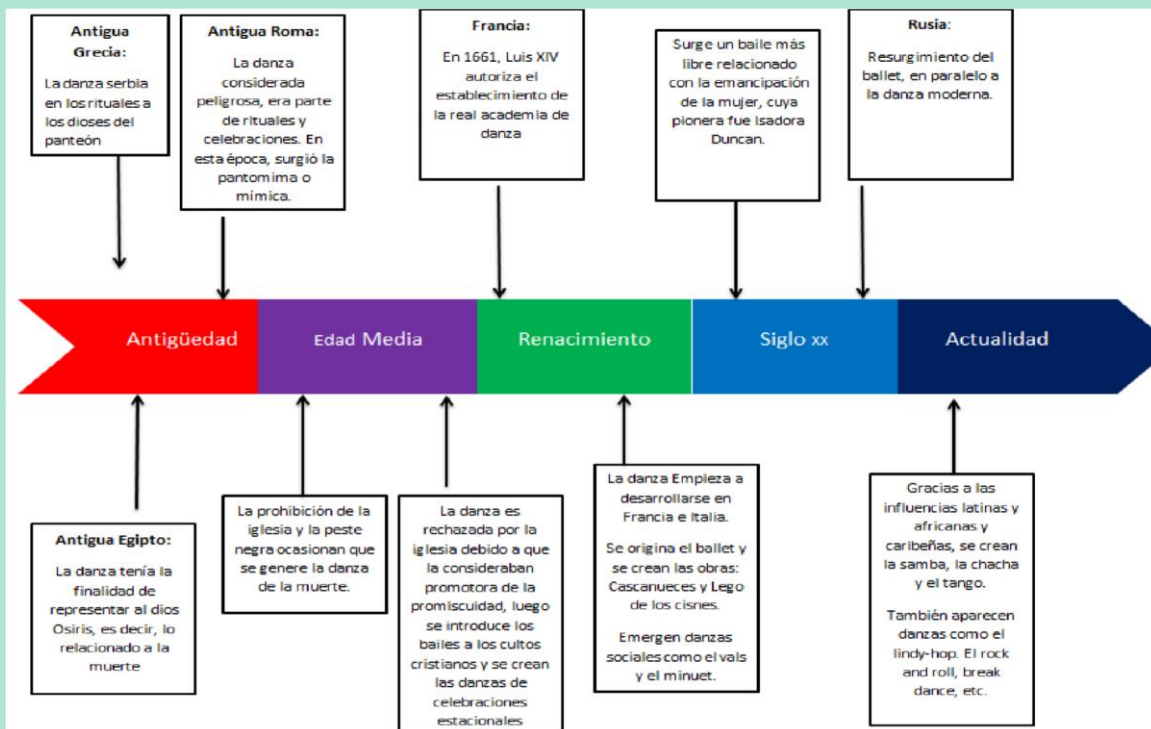 Antigua
Grecia:
La danza serbia
en los rituales a
los dioses del
panteón
Antigua Roma:
La danza
considerada
peligrosa, era parte
de rituales y
celebraciones. En
esta época, surgió la
pantomima o
mímica.
Francia:
En 1661, Luis XIV
autoriza el
establecimiento de
la real academia de
danza
Surge un baile más
libre relacionado
con la emancipación
de la mujer, cuya
pionera fue Isadora
Duncan.
Rusia:
Resurgimiento del
ballet, en paralelo a
la danza moderna.
Antigüedad
Edad Media
Renacimiento
Siglo xx
Actualidad
Antigua Egipto:
La danza tenía la
finalidad de
representar al dios
Osiris, es decir, lo
relacionado a la
muerte
La prohibición de la
iglesia y la peste
negra ocasionan que
se genere la danza
de la muerte.
La danza es
rechazada por la
iglesia debido a que
la consideraban
promotora de la
promiscuidad, luego
se introduce los
bailes a los cultos
cristianos y se crean
las danzas de
celebraciones
estacionales
La danza Empieza a
desarrollarse en
Francia e Italia.
Se origina el ballet y
se crean las obras:
Cascanueces y Lego
de los cisnes.
Emergen danzas
sociales como el vals
y el minuet.
Gracias a las
influencias latinas y
africanas y
caribeñas, se crean
la samba, la chacha
y el tango.
También aparecen
danzas como el
lindy-hop. El rock
and roll, break
dance, etc.